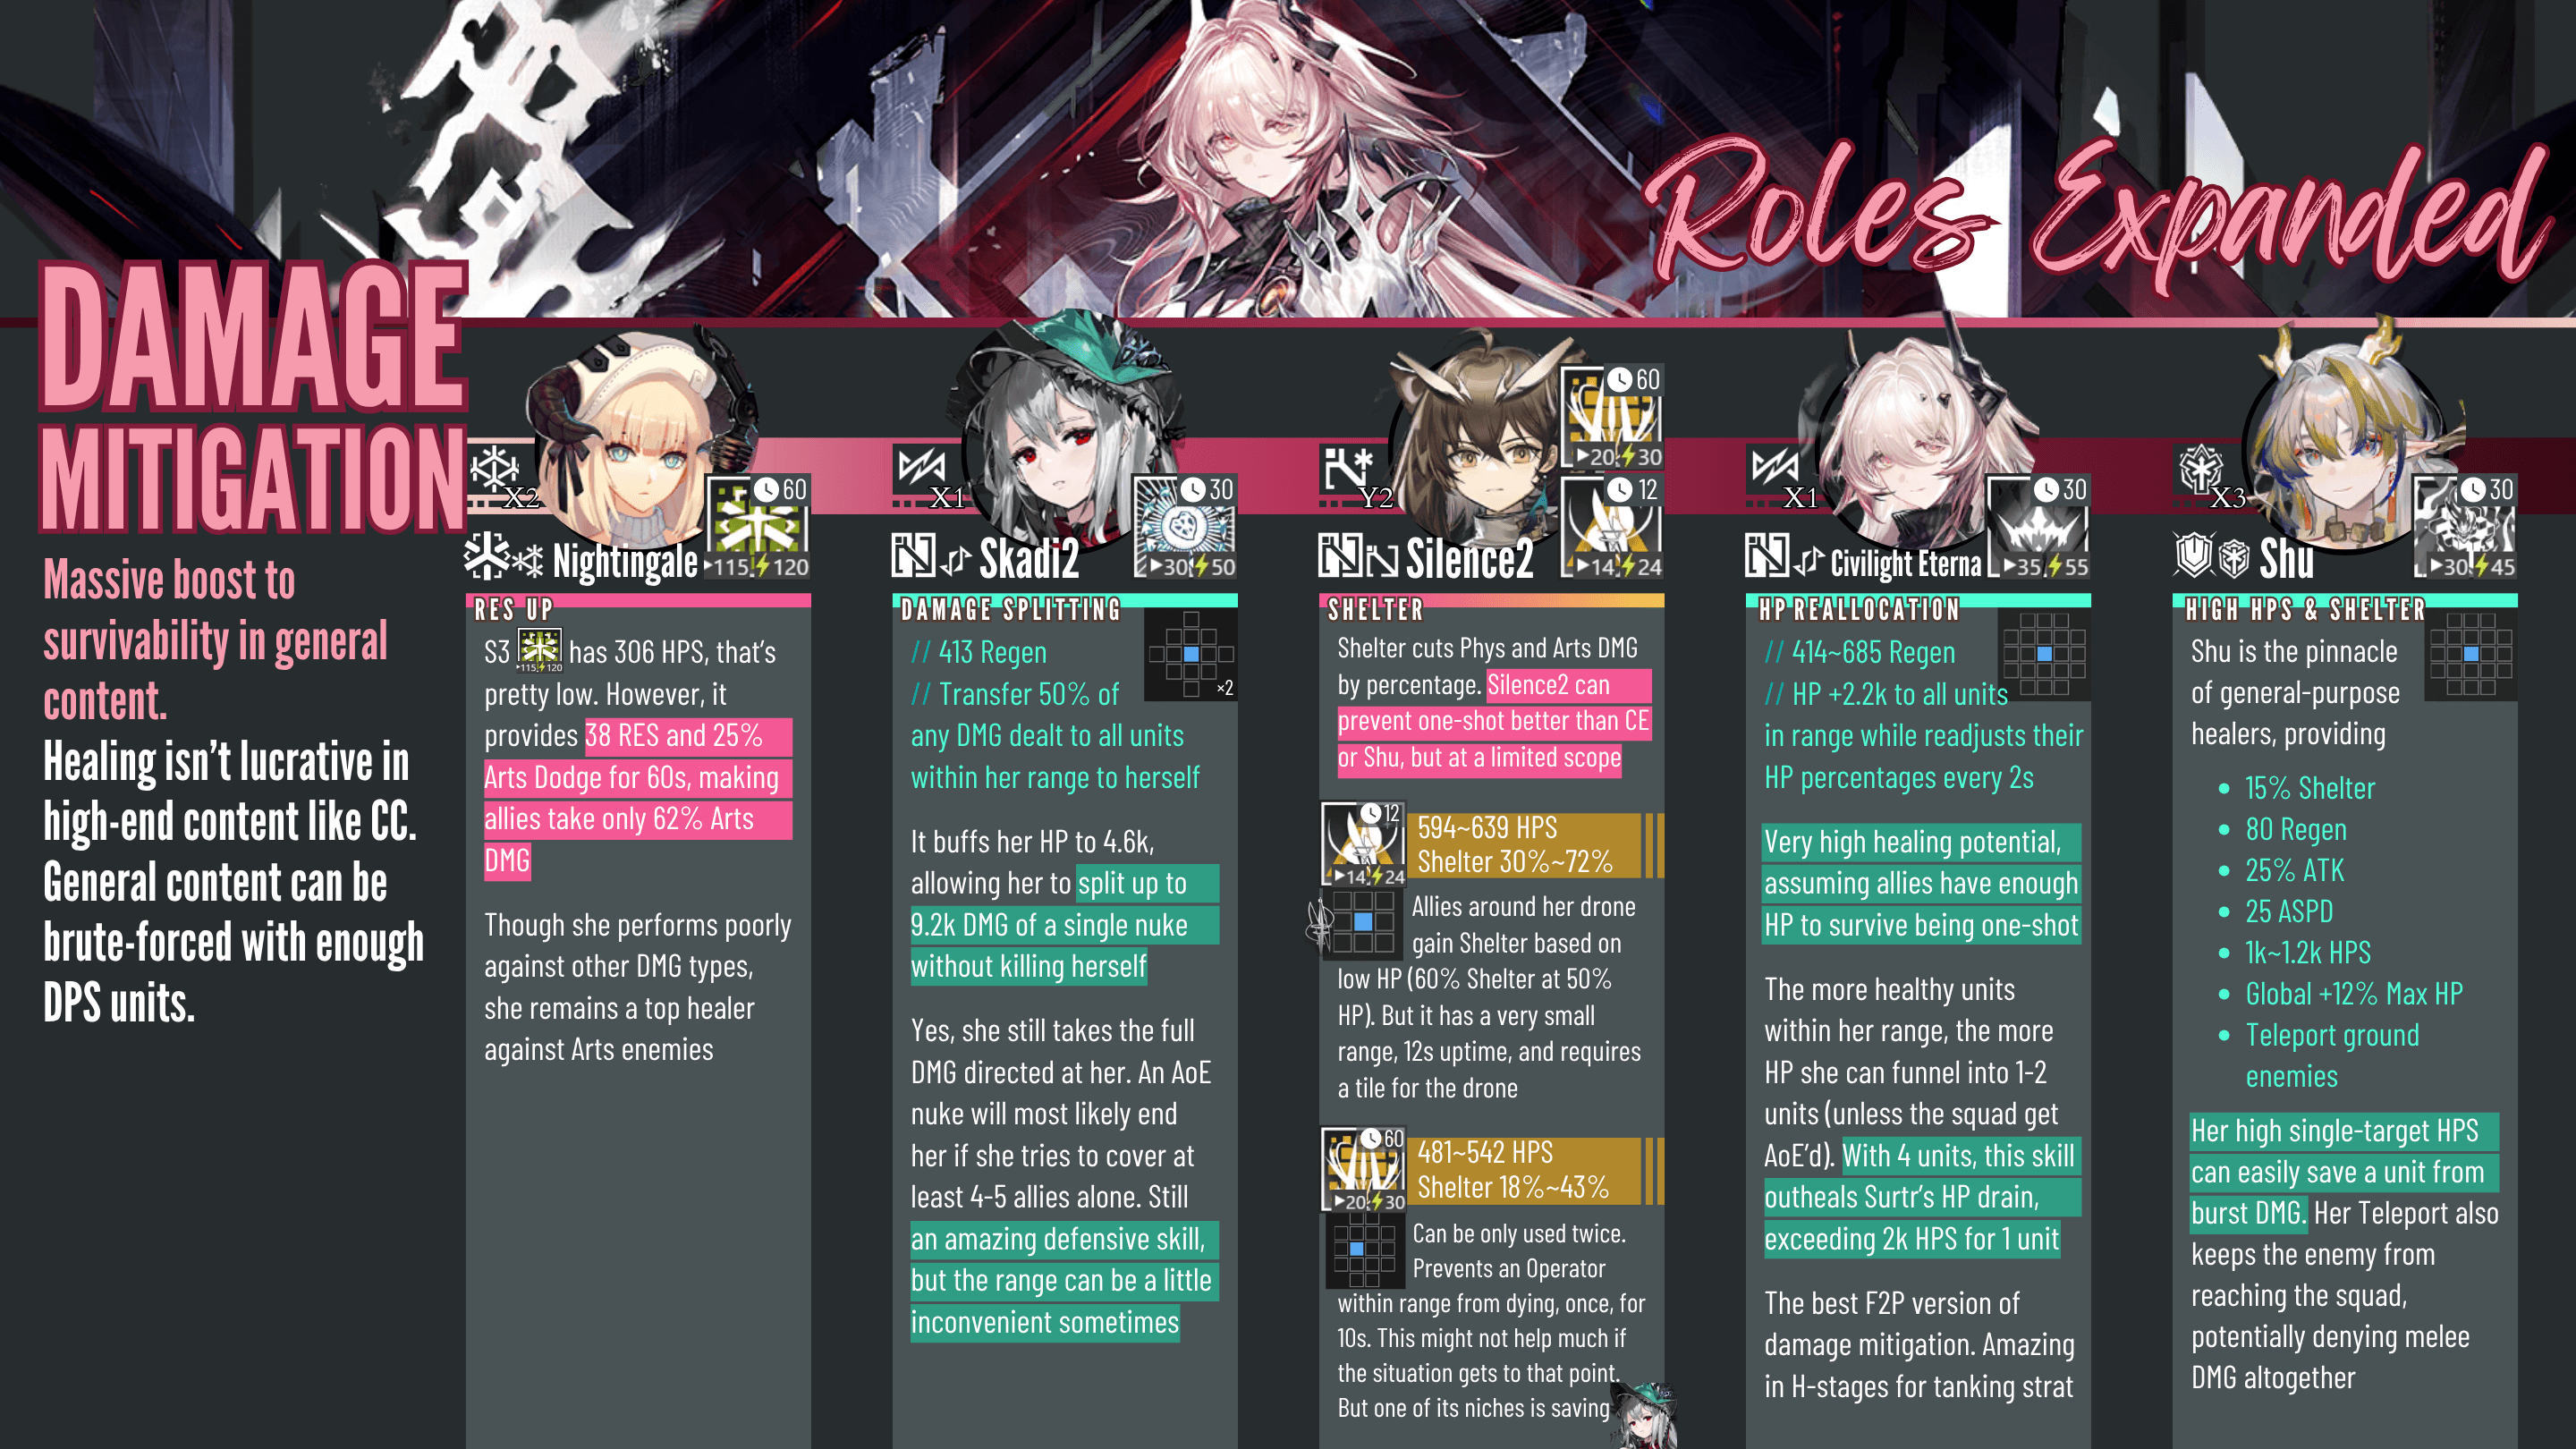 Roles Expanded
DAMAGE
MITIGATION
Massive boost to
survivability in general
content.
Healing isn't lucrative in
high-end content like CC.
General content can be
brute-forced with enough
DPS units.
X2
60
115 120
Nightingale
RES UP
S3 115 120 has 306 HPS, that's
pretty low. However, it
provides 38 RES and 25%
Arts Dodge for 60s, making
allies take only 62% Arts
DMG
Though she performs poorly
against other DMG types,
she remains a top healer
against Arts enemies
X1
30
30 50
Skadi2
DAMAGE SPLITTING
// 413 Regen
// Transfer 50% of
×2
any DMG dealt to all units
within her range to herself
It buffs her HP to 4.6k,
allowing her to split up to
9.2k DMG of a single nuke
without killing herself
Yes, she still takes the full
DMG directed at her. An AoE
nuke will most likely end
her if she tries to cover at
least 4-5 allies alone. Still
an amazing defensive skill,
but the range can be a little
inconvenient sometimes
60
20 30
Y2
12
14 24
Silence2
SHELTER
Shelter cuts Phys and Arts DMG
by percentage. Silence2 can
prevent one-shot better than CE
or Shu, but at a limited scope
12
14 24
594~639 HPS
Shelter 30%~72%
Allies around her drone
gain Shelter based on
low HP (60% Shelter at 50%
HP). But it has a very small
range, 12s uptime, and requires
a tile for the drone
60
20 30
481~542 HPS
Shelter 18%~43%
Can be only used twice.
Prevents an Operator
within range from dying, once, for
10s. This might not help much if
the situation gets to that point.
But one of its niches is saving
X1
30
35 55
Civilight Eterna
HP REALLOCATION
// 414~685 Regen
// HP +2.2k to all units
in range while readjusts their
HP percentages every 2s
Very high healing potential,
assuming allies have enough
HP to survive being one-shot
The more healthy units
within her range, the more
HP she can funnel into 1-2
units (unless the squad get
AoE'd). With 4 units, this skill
outheals Surtr's HP drain,
exceeding 2k HPS for 1 unit
The best F2P version of
damage mitigation. Amazing
in H-stages for tanking strat
X3
30
30 45
Shu
HIGH HPS & SHELTER
Shu is the pinnacle
of general-purpose
healers, providing
• 15% Shelter
• 80 Regen
• 25% ATK
• 25 ASPD
• 1k~1.2k HPS
• Global +12% Max HP
• Teleport ground
enemies
Her high single-target HPS
can easily save a unit from
burst DMG. Her Teleport also
keeps the enemy from
reaching the squad,
potentially denying melee
DMG altogether